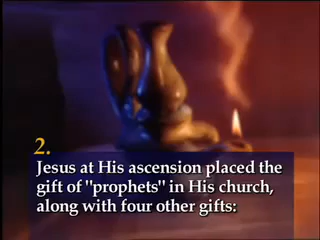 2.
Jesus at His ascension placed the
gift of "prophets" in His church,
along with four other gifts: